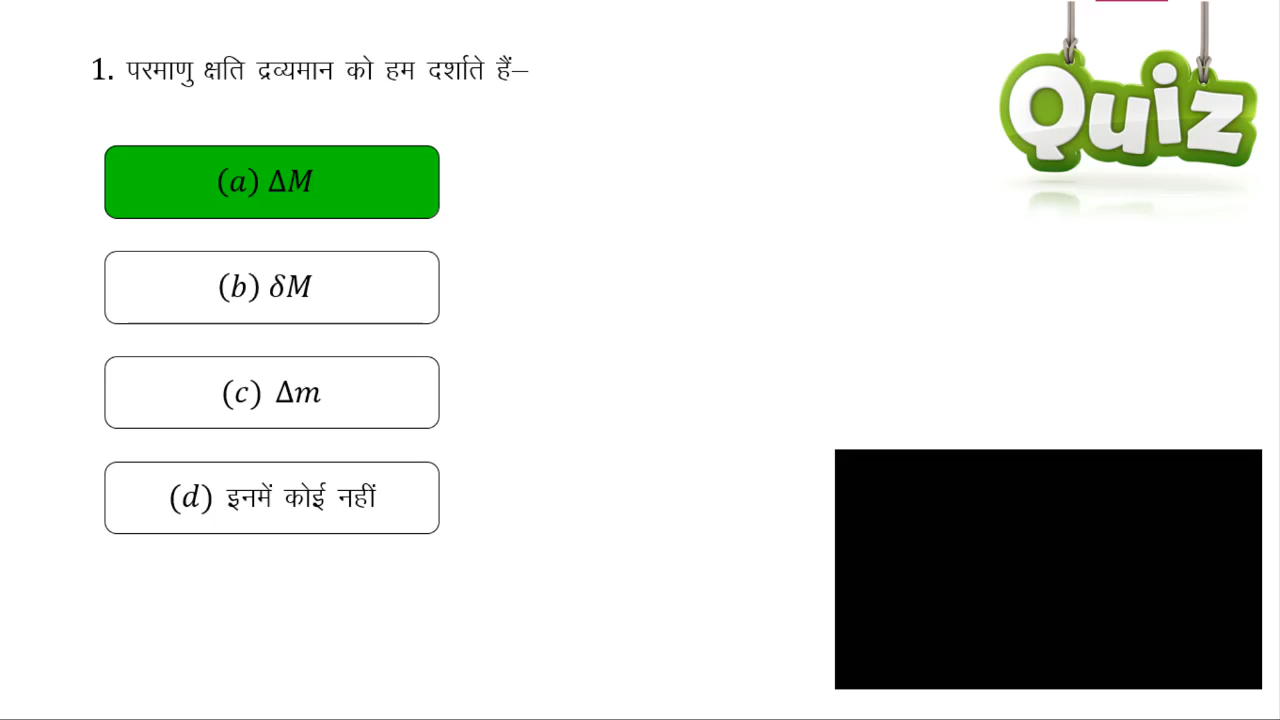 1. परमाणु क्षति द्रव्यमान को हम दर्शाते हैं–
Quiz
(a) ΔM
(b) δM
(c) Δm
(d) इनमें कोई नहीं